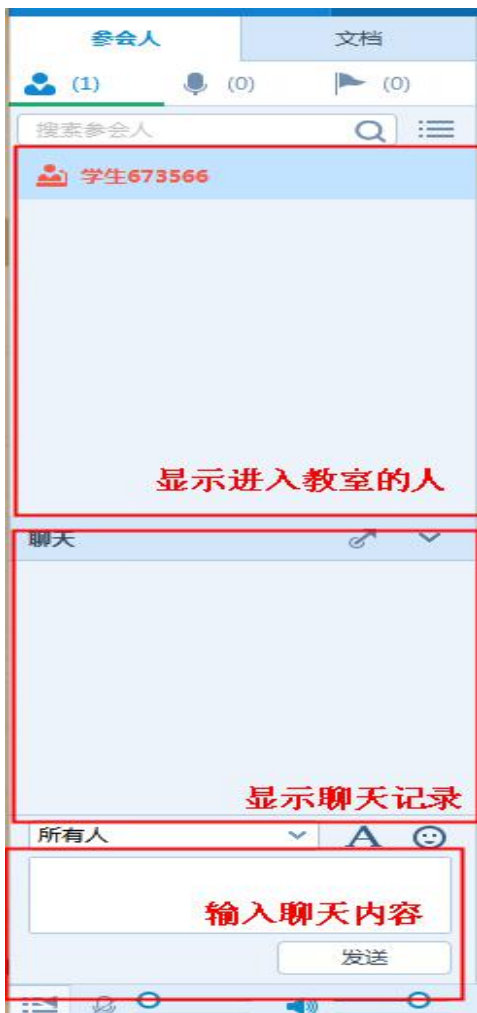 参会人 文档
(1) (0) (0)
搜索参会人
学生673566
显示进入教室的人
聊天
显示聊天记录
所有人 A
输入聊天内容
发送